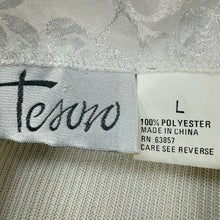 Tesoro
L
100% POLYESTER
MADE IN CHINA
RN 63857
CARE SEE REVERSE